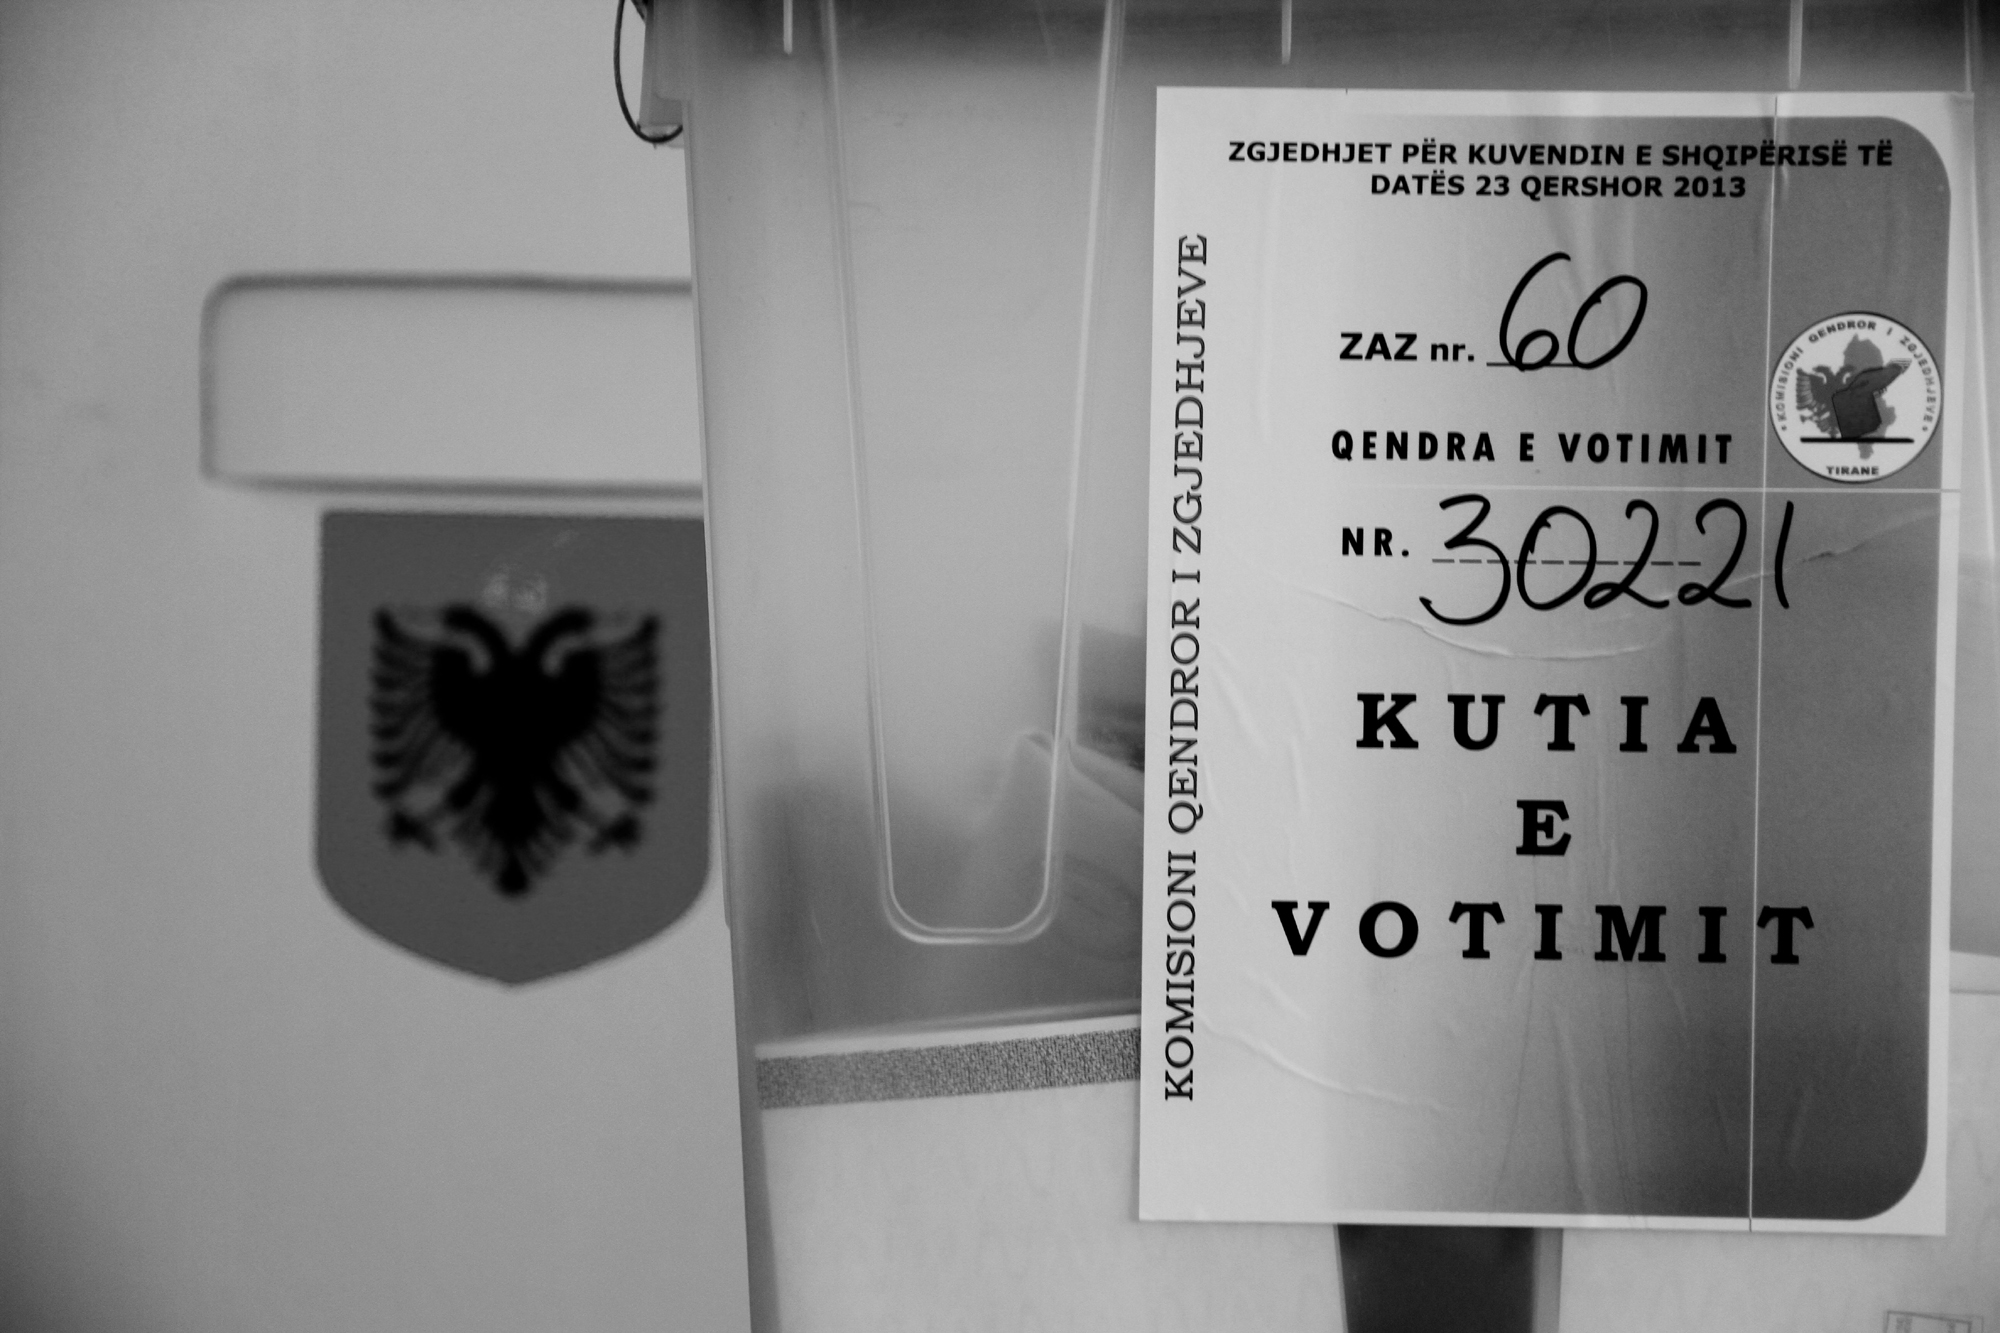 ZGJEDHJET PËR KUVENDIN E SHQIPËRISË TË
DATËS 23 QERSHOR 2013
KOMISIONI QENDROR I ZGJEDHJEVE
ZAZ nr. 60
KOMISIONI QENDROR I ZGJEDHJEVE
TIRANE
QENDRA E VOTIMIT
NR. 30221
KUTIA
E
VOTIMIT